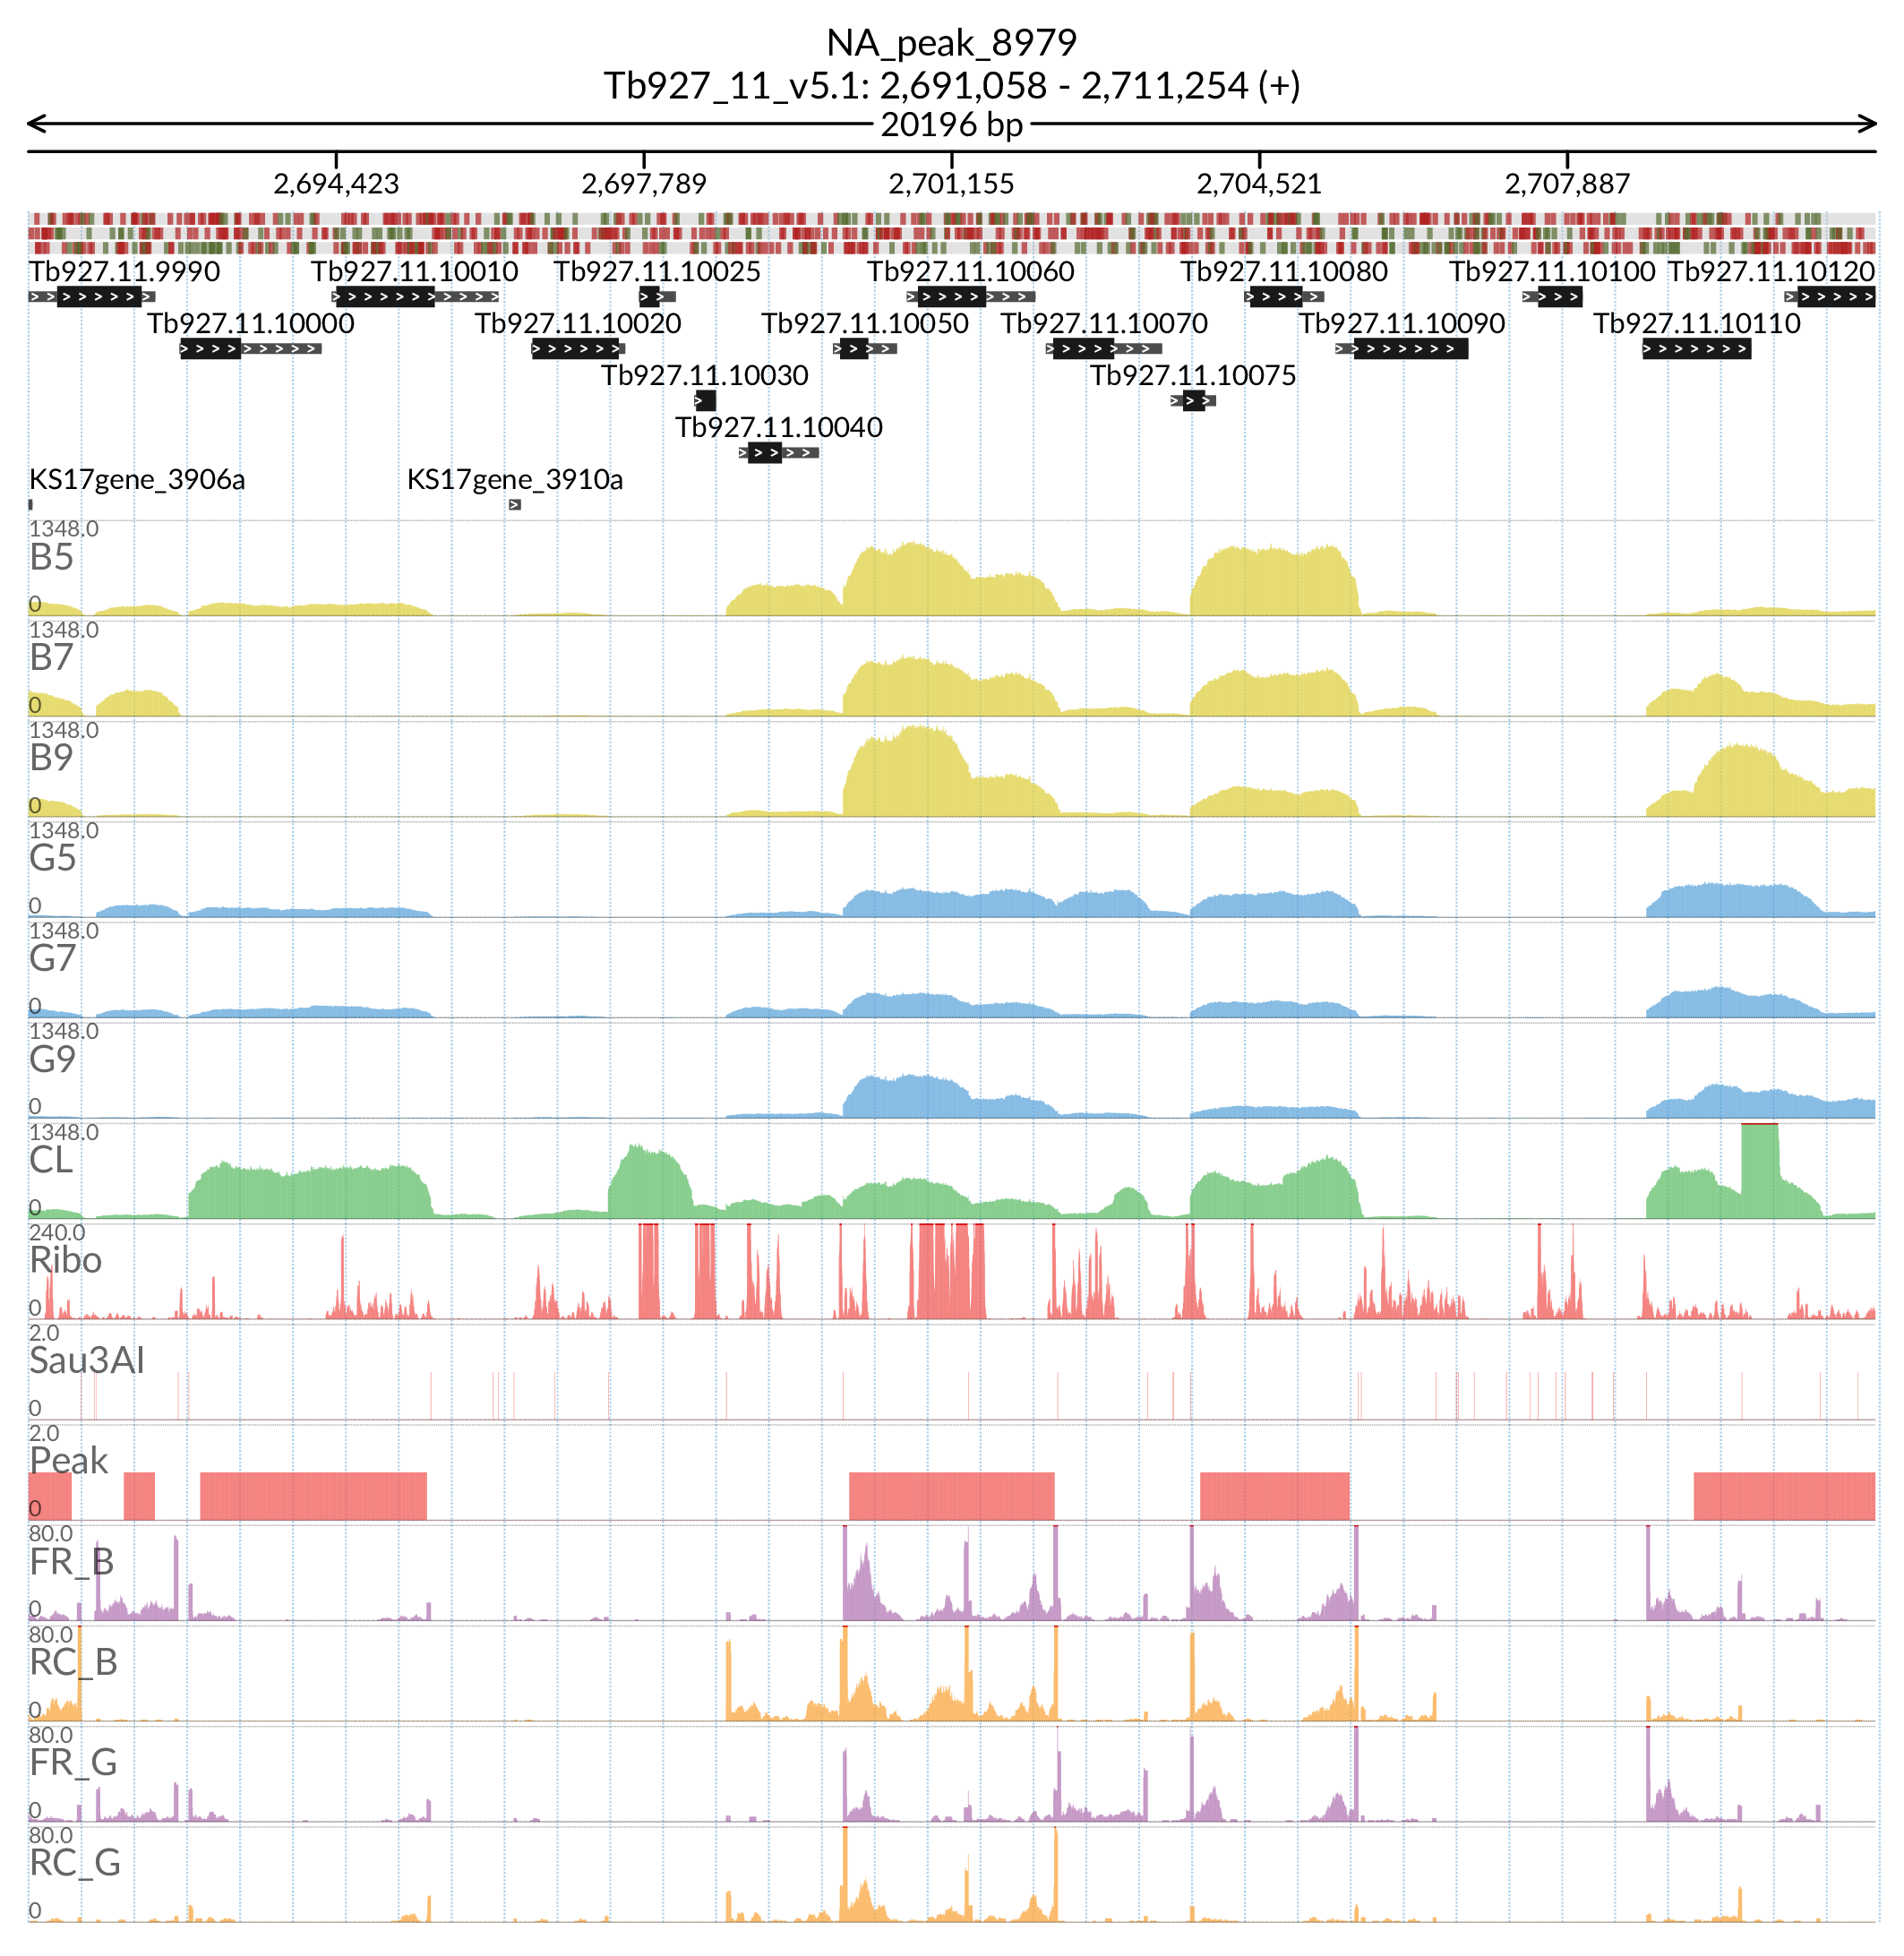 NA_peak_8979
Tb927_11_v5.1: 2,691,058 - 2,711,254 (+)
20196 bp
2,694,423 2,697,789 2,701,155 2,704,521 2,707,887
Tb927.11.9990 Tb927.11.10010 Tb927.11.10025 Tb927.11.10060 Tb927.11.10080 Tb927.11.10100 Tb927.11.10120
Tb927.11.10000 Tb927.11.10020 Tb927.11.10050 Tb927.11.10070 Tb927.11.10090 Tb927.11.10110
Tb927.11.10030 Tb927.11.10075
Tb927.11.10040
KS17gene_3906a KS17gene_3910a
1348.0
B5
0
1348.0
B7
0
1348.0
B9
0
1348.0
G5
0
1348.0
G7
0
1348.0
G9
0
1348.0
CL
0
240.0
Ribo
0
2.0
Sau3AI
0
2.0
Peak
0
80.0
FR_B
0
80.0
RC_B
0
80.0
FR_G
0
80.0
RC_G
0